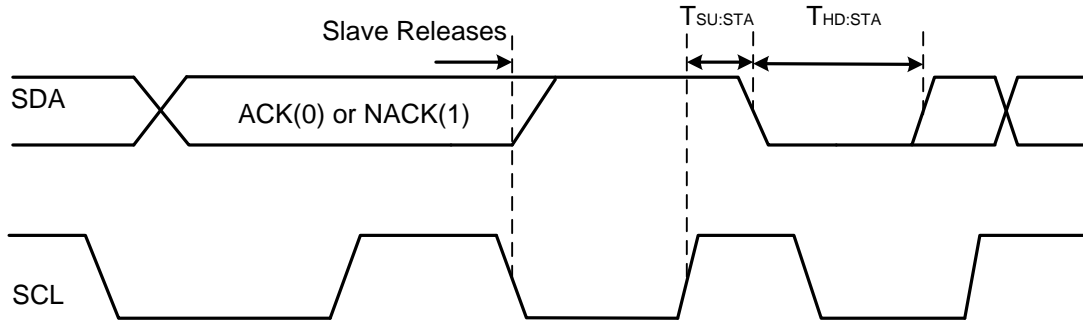 TSU:STA
THD:STA
Slave Releases
SDA
ACK(0) or NACK(1)
SCL